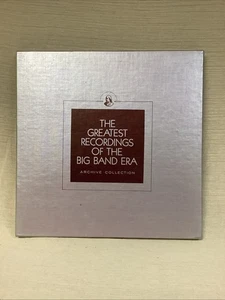 THE
GREATEST
RECORDINGS
OF THE
BIG BAND ERA
ARCHIVE COLLECTION